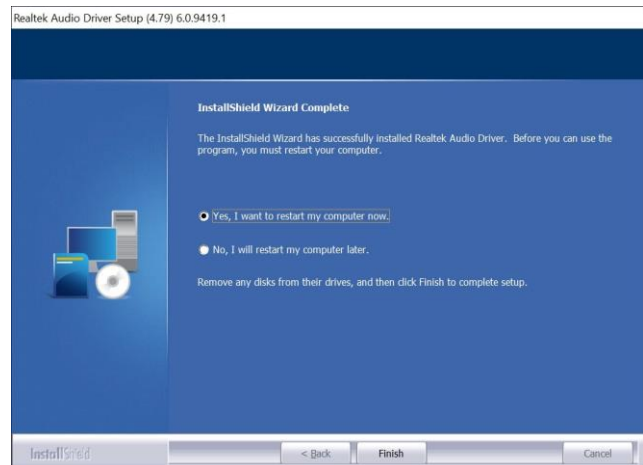 Realtek Audio Driver Setup (4.79) 6.0.9419.1
InstallShield Wizard Complete
The InstallShield Wizard has successfully installed Realtek Audio Driver. Before you can use the
program, you must restart your computer.
Yes, I want to restart my computer now.
No, I will restart my computer later.
Remove any disks from their drives, and then click Finish to complete setup.
InstallShield
< Back
Finish
Cancel